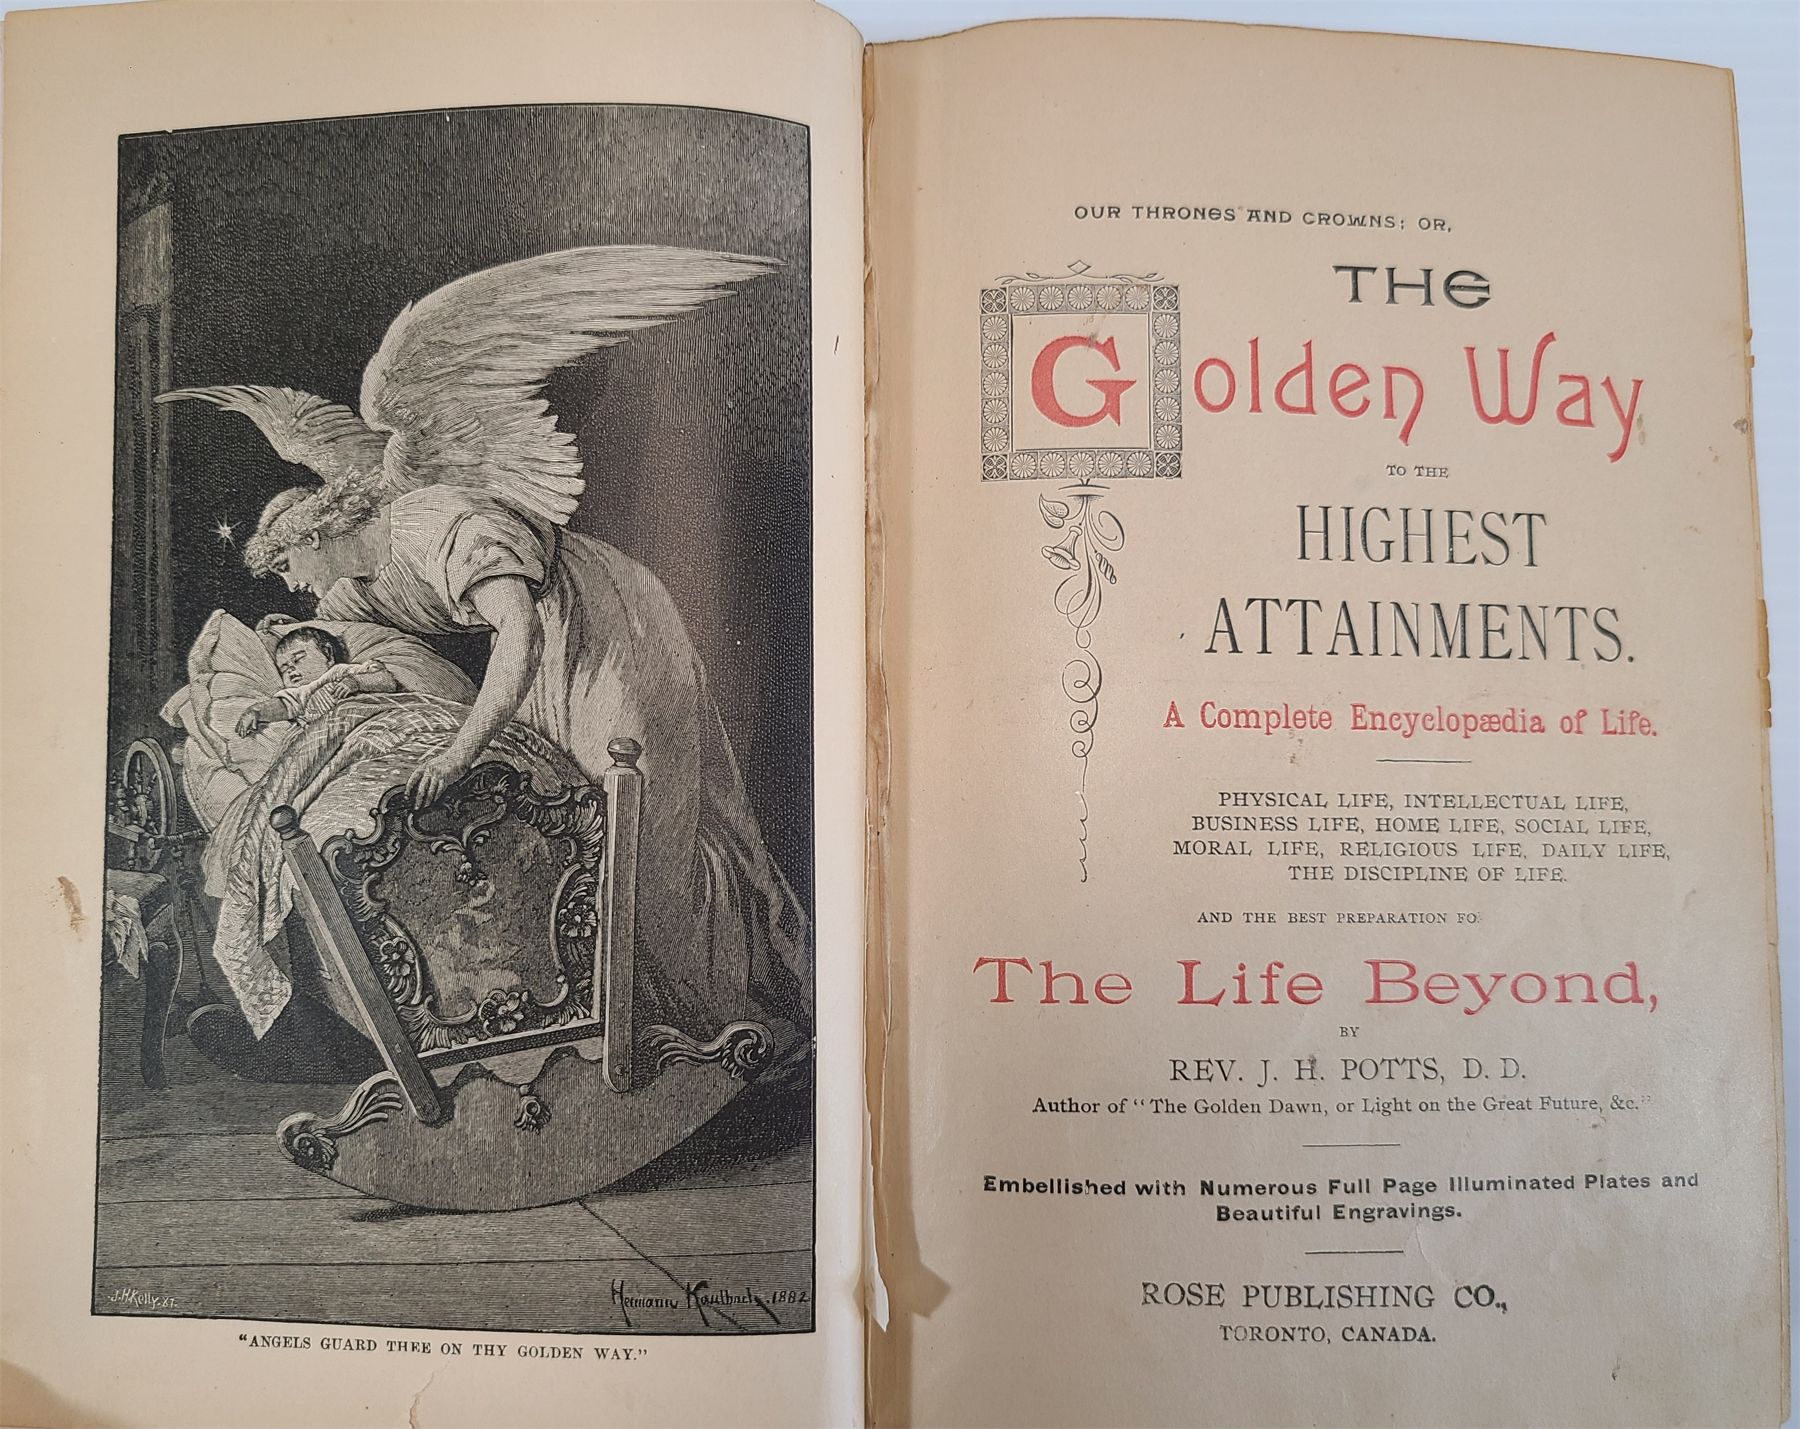 J.H.Kelly.87.
Hermann Kaulbach.1882
"ANGELS GUARD THEE ON THY GOLDEN WAY."
OUR THRONES AND CROWNS; OR,
THE
Golden Way
TO THE
HIGHEST
ATTAINMENTS.
A Complete Encyclopædia of Life.
PHYSICAL LIFE, INTELLECTUAL LIFE,
BUSINESS LIFE, HOME LIFE, SOCIAL LIFE,
MORAL LIFE, RELIGIOUS LIFE, DAILY LIFE,
THE DISCIPLINE OF LIFE.
AND THE BEST PREPARATION FO
The Life Beyond,
BY
REV. J. H. POTTS, D. D.
Author of "The Golden Dawn, or Light on the Great Future, &c."
Embellished with Numerous Full Page Illuminated Plates and
Beautiful Engravings.
ROSE PUBLISHING CO.,
TORONTO, CANADA.